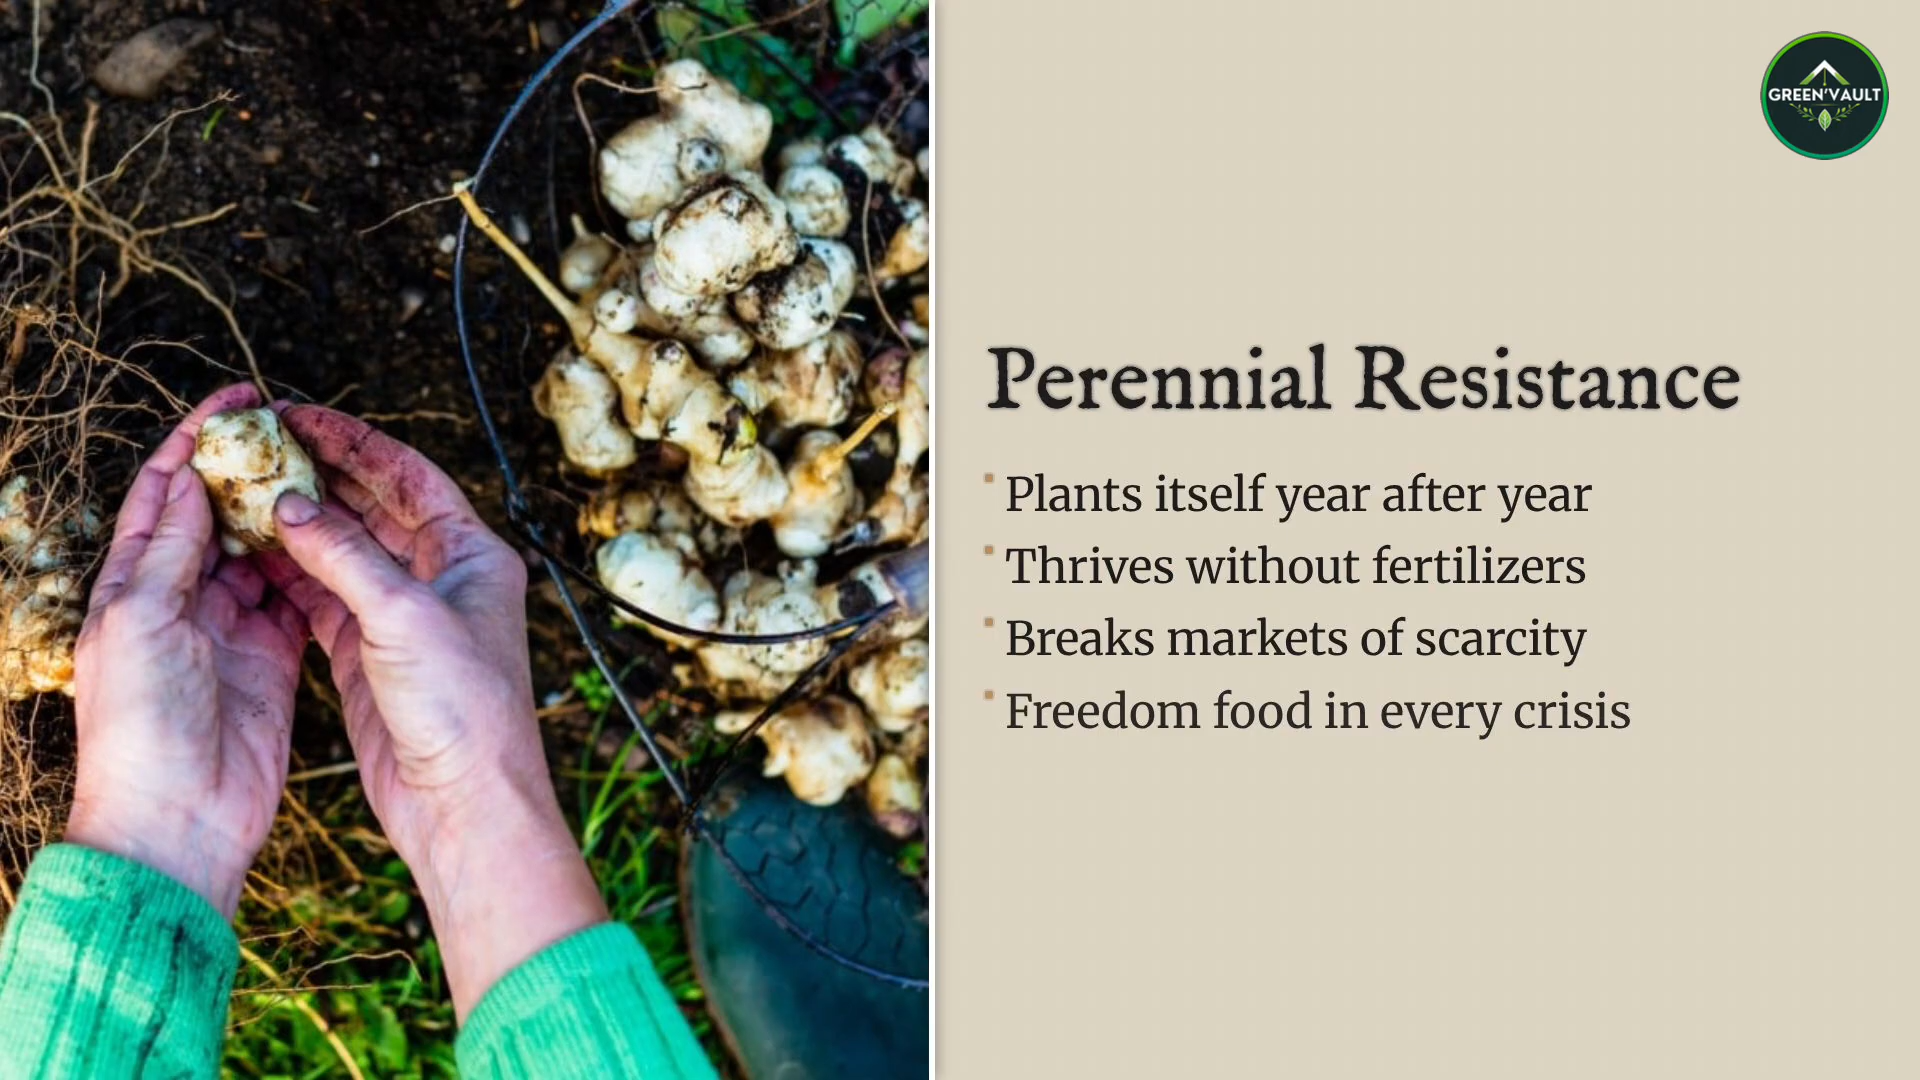 GREEN'VAULT
Perennial Resistance
Plants itself year after year
Thrives without fertilizers
Breaks markets of scarcity
Freedom food in every crisis